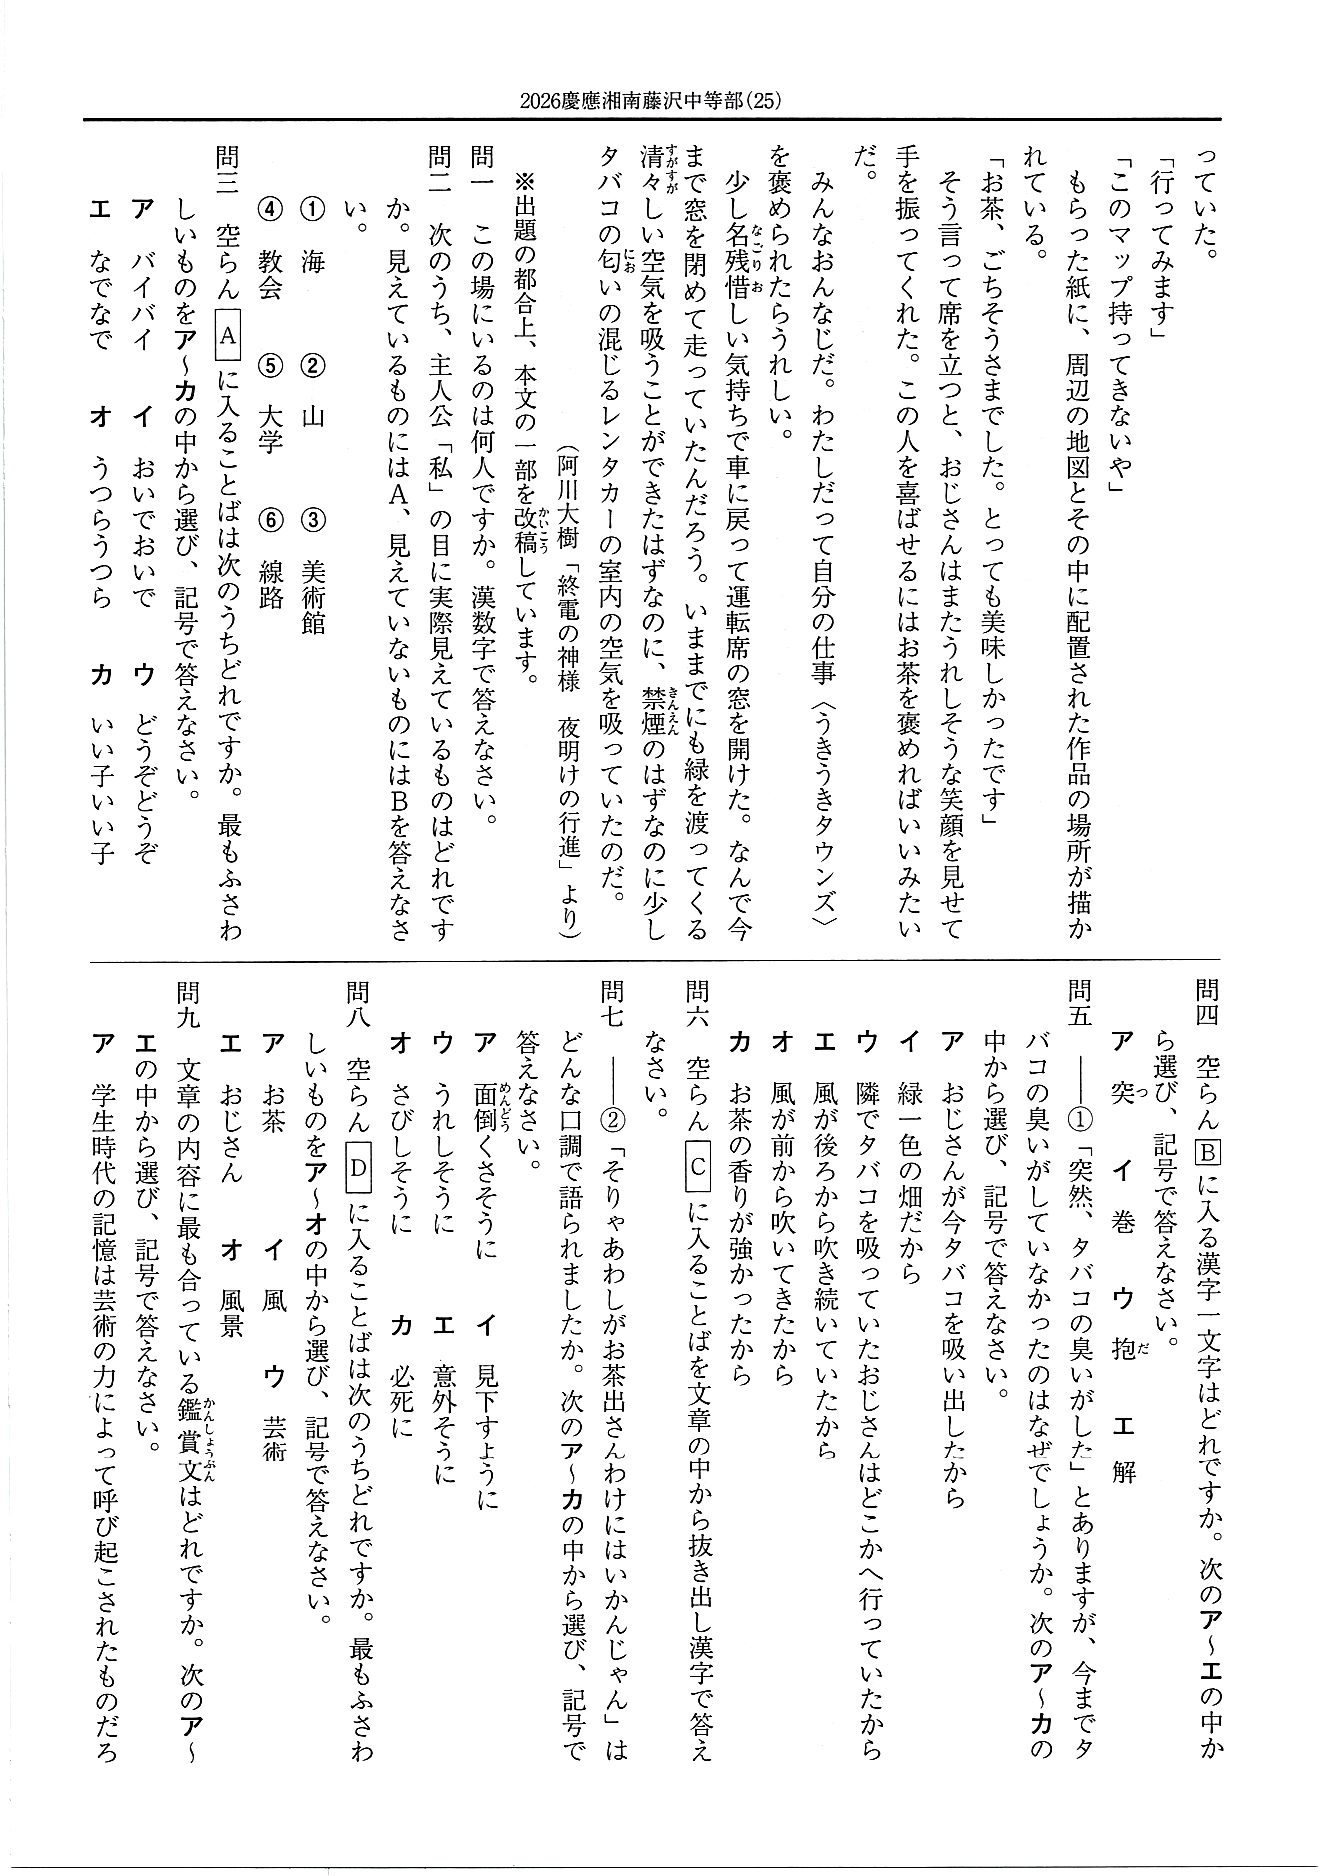 2026慶應湘南藤沢中等部(25)
っていた。
「行ってみます」
「このマップ持ってきないや」
もらった紙に、周辺の地図とその中に配置された作品の場所が描か
れている。
「お茶、ごちそうさまでした。とっても美味しかったです」
そう言って席を立つと、おじさんはまたうれしそうな笑顔を見せて
手を振ってくれた。この人を喜ばせるにはお茶を褒めればいいみたい
だ。
みんなおんなじだ。わたしだって自分の仕事〈うきうきタウンズ〉
を褒められたらうれしい。
少し名残惜しい気持ちで車に戻って運転席の窓を開けた。なんで今
まで窓を閉めて走っていたんだろう。いままでにも緑を渡ってくる
清々しい空気を吸うことができたはずなのに、禁煙のはずなのに少し
タバコの匂いの混じるレンタカーの室内の空気を吸っていたのだ。
(阿川大樹「終電の神様　夜明けの行進」より)
※出題の都合上、本文の一部を改稿しています。
問一　この場にいるのは何人ですか。漢数字で答えなさい。
問二　次のうち、主人公「私」の目に実際見えているものはどれです
か。見えているものにはA、見えていないものにはBを答えなさ
い。
①　海　②　山　③　美術館
④　教会　⑤　大学　⑥　線路
問三　空らん A に入ることばは次のうちどれですか。最もふさわ
しいものをア～カの中から選び、記号で答えなさい。
ア　バイバイ　イ　おいでおいで　ウ　どうぞどうぞ
エ　なでなで　オ　うつらうつら　カ　いい子いい子
問四　空らん B に入る漢字一文字はどれですか。次のア～エの中か
ら選び、記号で答えなさい。
ア　突　イ　巻　ウ　抱　エ　解
問五　――①「突然、タバコの臭いがした」とありますが、今までタ
バコの臭いがしていなかったのはなぜでしょうか。次のア～カの
中から選び、記号で答えなさい。
ア　おじさんが今タバコを吸い出したから
イ　緑一色の畑だから
ウ　隣でタバコを吸っていたおじさんはどこかへ行っていたから
エ　風が後ろから吹き続いていたから
オ　風が前から吹いてきたから
カ　お茶の香りが強かったから
問六　空らん C に入ることばを文章の中から抜き出し漢字で答え
なさい。
問七　――②「そりゃあわしがお茶出さんわけにはいかんじゃん」は
どんな口調で語られましたか。次のア～カの中から選び、記号で
答えなさい。
ア　面倒くさそうに　イ　見下すように
ウ　うれしそうに　エ　意外そうに
オ　さびしそうに　カ　必死に
問八　空らん D に入ることばは次のうちどれですか。最もふさわ
しいものをア～オの中から選び、記号で答えなさい。
ア　お茶　イ　風　ウ　芸術
エ　おじさん　オ　風景
問九　文章の内容に最も合っている鑑賞文はどれですか。次のア～
エの中から選び、記号で答えなさい。
ア　学生時代の記憶は芸術の力によって呼び起こされたものだろ